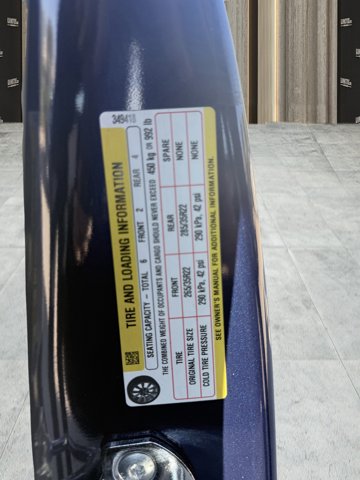 349418
TIRE AND LOADING INFORMATION
SEATING CAPACITY – TOTAL 6 FRONT 2 REAR 4
THE COMBINED WEIGHT OF OCCUPANTS AND CARGO SHOULD NEVER EXCEED 450 kg OR 992 lb
TIRE FRONT REAR SPARE
ORIGINAL TIRE SIZE 265/35R22 285/35R22 NONE
COLD TIRE PRESSURE 290 kPa, 42 psi 290 kPa, 42 psi NONE
SEE OWNER'S MANUAL FOR ADDITIONAL INFORMATION.